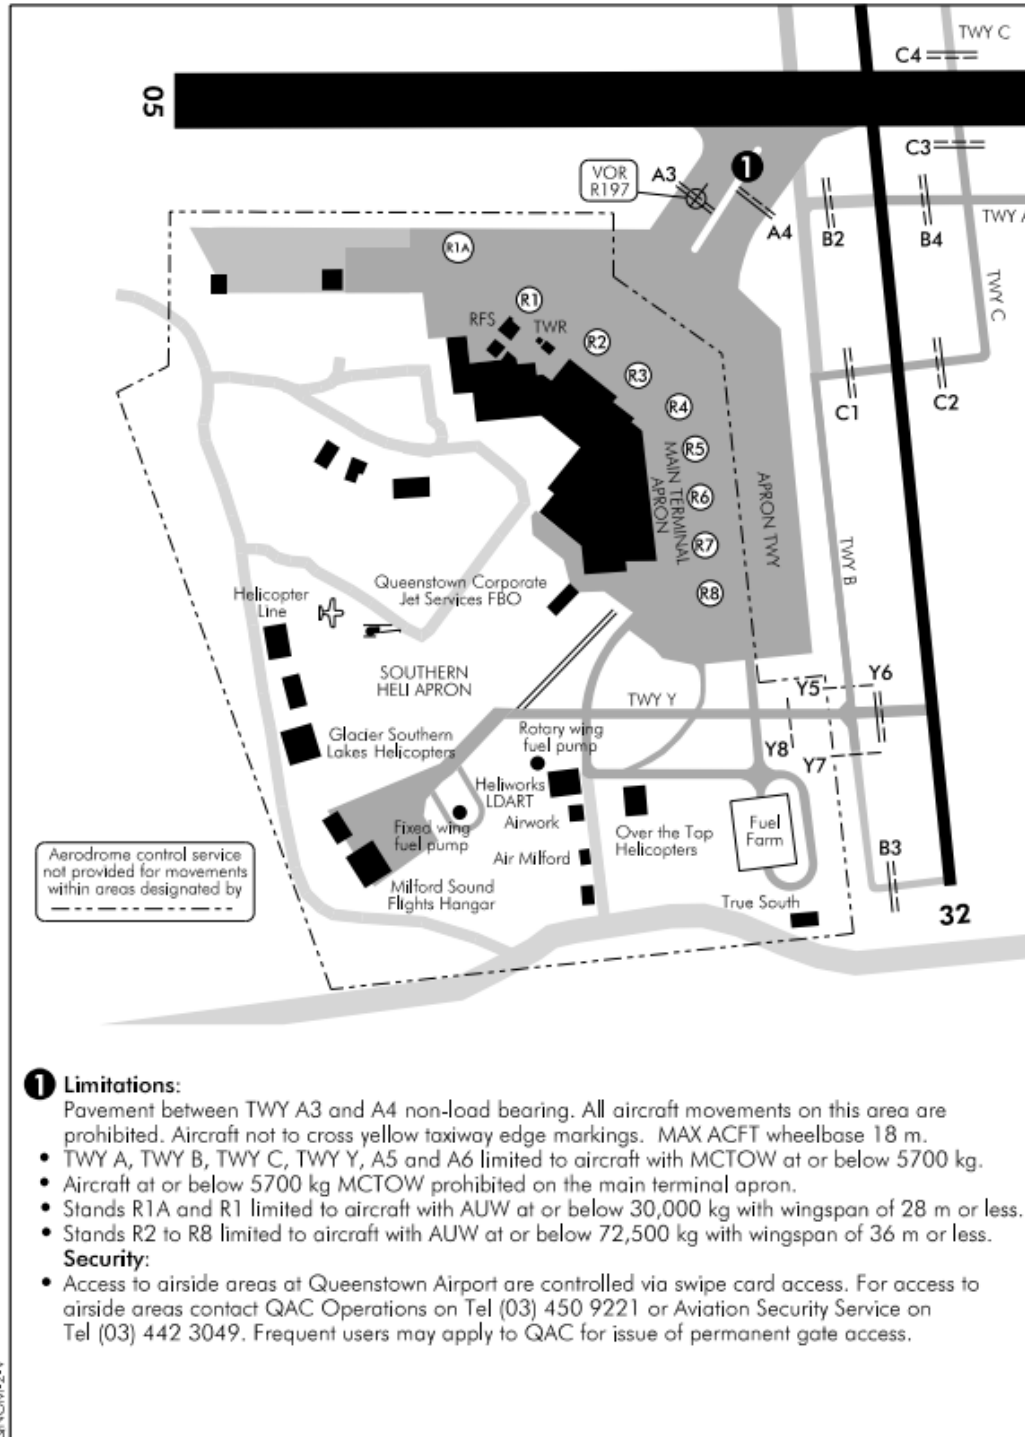 TWY C
C4
05
C3
VOR
R197
A3
1
A4
B2
B4
TWY A
R1A
TWY C
R1
RFS
TWR
R2
R3
C1
C2
R4
R5
MAIN TERMINAL
APRON
R6
APRON TWY
R7
TWY B
R8
Queenstown Corporate
Jet Services FBO
Helicopter
Line
SOUTHERN
HELI APRON
TWY Y
Y5
Y6
Glacier Southern
Lakes Helicopters
Rotary wing
fuel pump
Y8
Y7
Heliworks
LDART
Fixed wing
fuel pump
Airwork
Over the Top
Helicopters
Fuel
Farm
Aerodrome control service
not provided for movements
within areas designated by
Air Milford
B3
Milford Sound
Flights Hangar
True South
32
1 Limitations:
Pavement between TWY A3 and A4 non-load bearing. All aircraft movements on this area are
prohibited. Aircraft not to cross yellow taxiway edge markings. MAX ACFT wheelbase 18 m.
• TWY A, TWY B, TWY C, TWY Y, A5 and A6 limited to aircraft with MCTOW at or below 5700 kg.
• Aircraft at or below 5700 kg MCTOW prohibited on the main terminal apron.
• Stands R1A and R1 limited to aircraft with AUW at or below 30,000 kg with wingspan of 28 m or less.
• Stands R2 to R8 limited to aircraft with AUW at or below 72,500 kg with wingspan of 36 m or less.
Security:
• Access to airside areas at Queenstown Airport are controlled via swipe card access. For access to
airside areas contact QAC Operations on Tel (03) 450 9221 or Aviation Security Service on
Tel (03) 442 3049. Frequent users may apply to QAC for issue of permanent gate access.